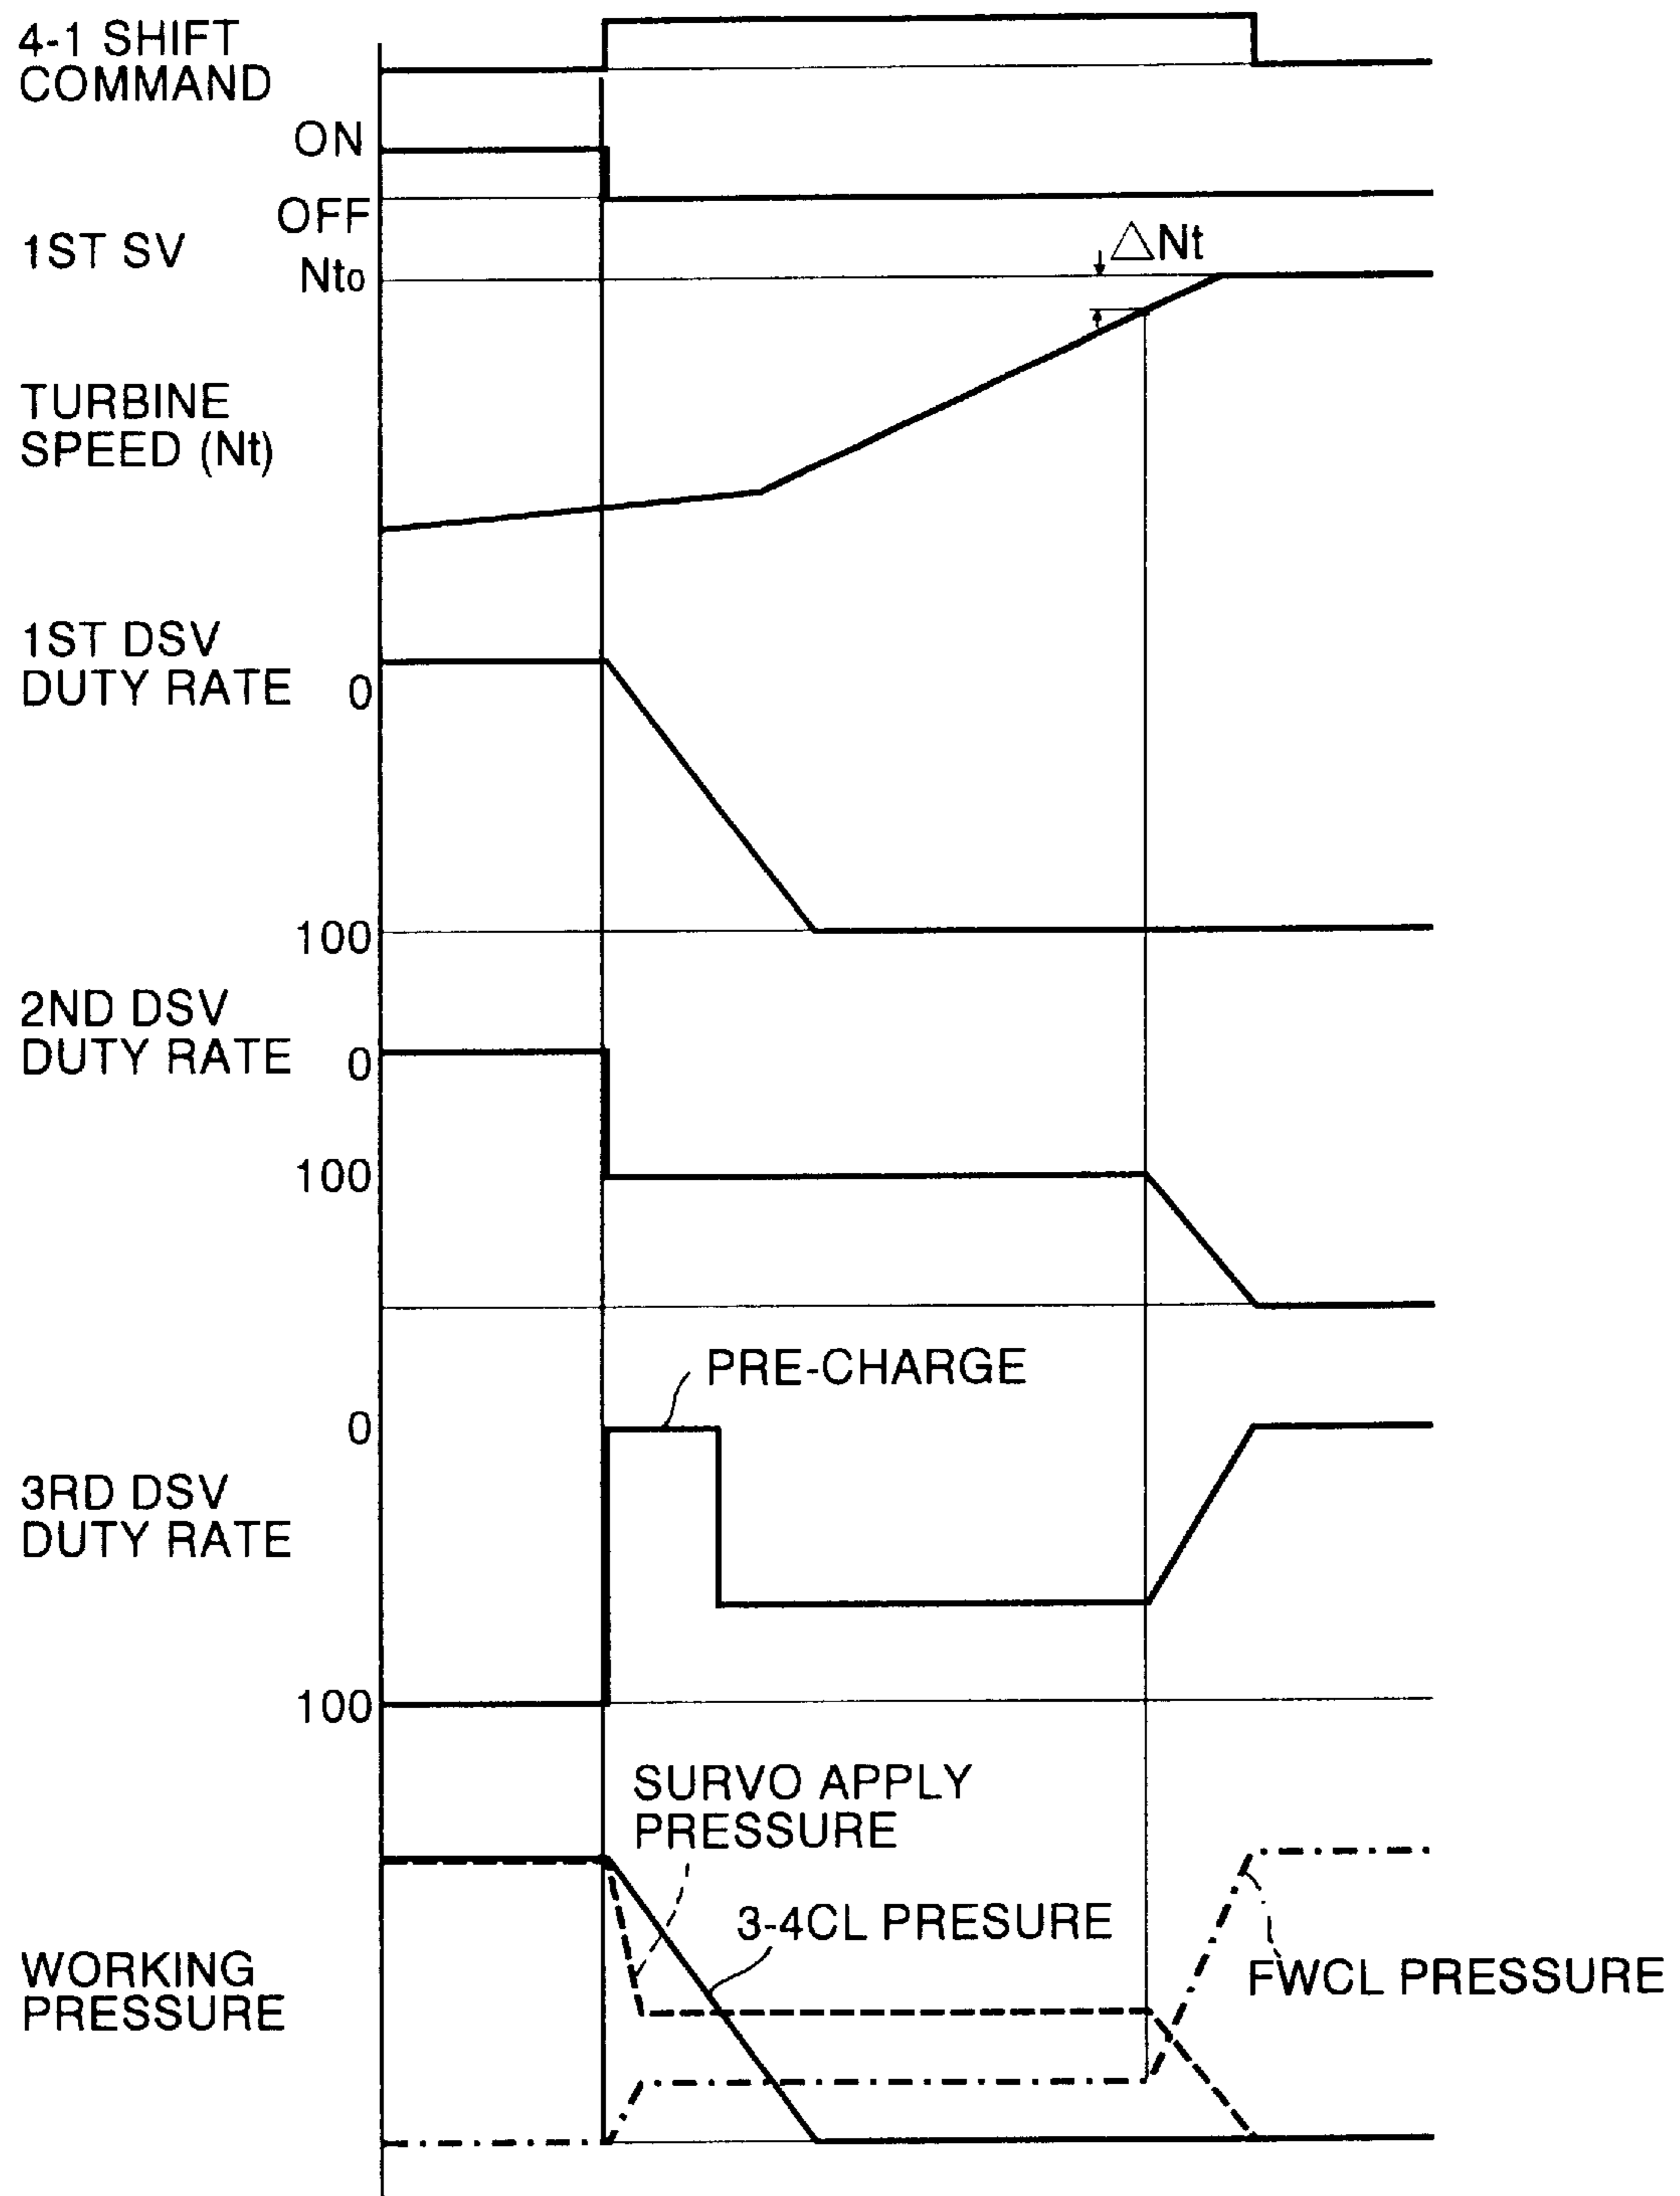 4-1 SHIFT
COMMAND
ON
OFF
1ST SV
△Nt
Nto
TURBINE
SPEED (Nt)
1ST DSV
DUTY RATE
0
100
2ND DSV
DUTY RATE
0
100
PRE-CHARGE
0
3RD DSV
DUTY RATE
100
SURVO APPLY
PRESSURE
3-4CL PRESURE
WORKING
PRESSURE
FWCL PRESSURE